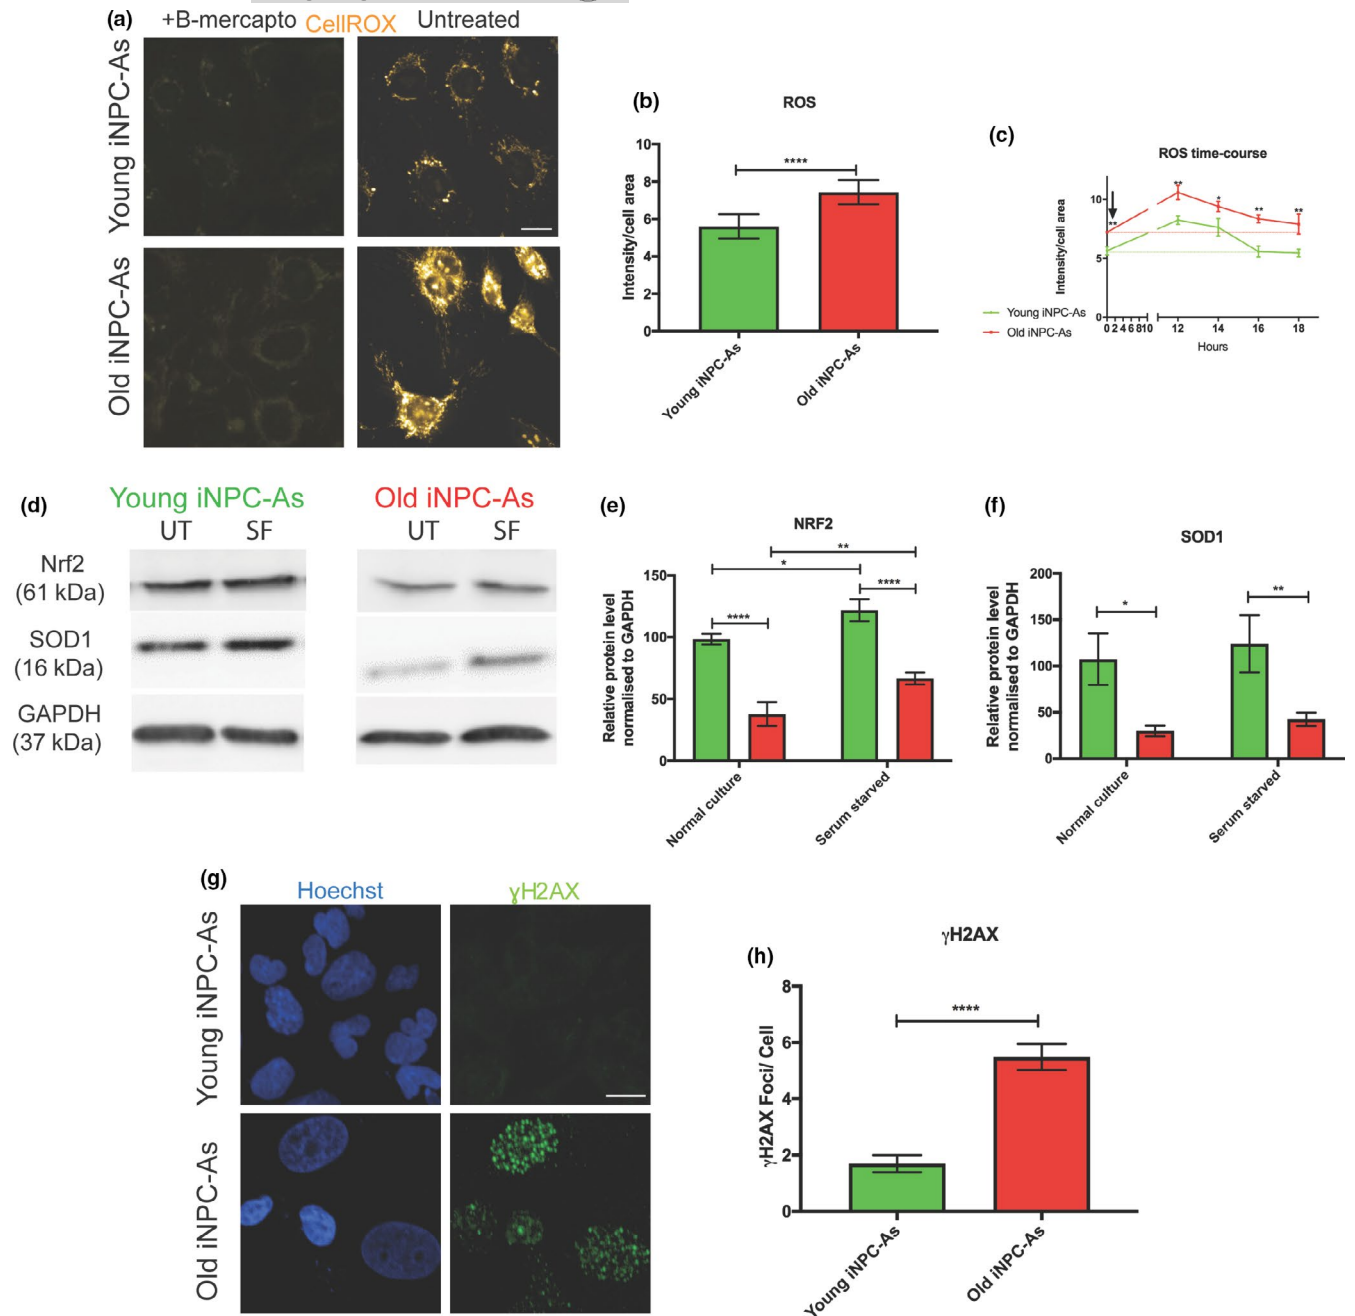 (a)
+B-mercapto CellROX Untreated
Young iNPC-As
Old iNPC-As
(b)
ROS
Intensity/cell area
10
8
6
4
2
0
****
Young iNPC-As
Old iNPC-As
(c)
ROS time-course
Intensity/cell area
10
5
0
**
**
*
**
**
0 2 4 6 8 10 12 14 16 18
Hours
Young iNPC-As
Old iNPC-As
(d)
Young iNPC-As Old iNPC-As
UT SF UT SF
Nrf2
(61 kDa)
SOD1
(16 kDa)
GAPDH
(37 kDa)
(e)
NRF2
Relative protein level
normalised to GAPDH
150
100
50
0
**
*
****
****
Normal culture
Serum starved
(f)
SOD1
Relative protein level
normalised to GAPDH
200
150
100
50
0
*
**
Normal culture
Serum starved
(g)
Hoechst γH2AX
Young iNPC-As
Old iNPC-As
(h)
γH2AX
γH2AX Foci/ Cell
8
6
4
2
0
****
Young iNPC-As
Old iNPC-As